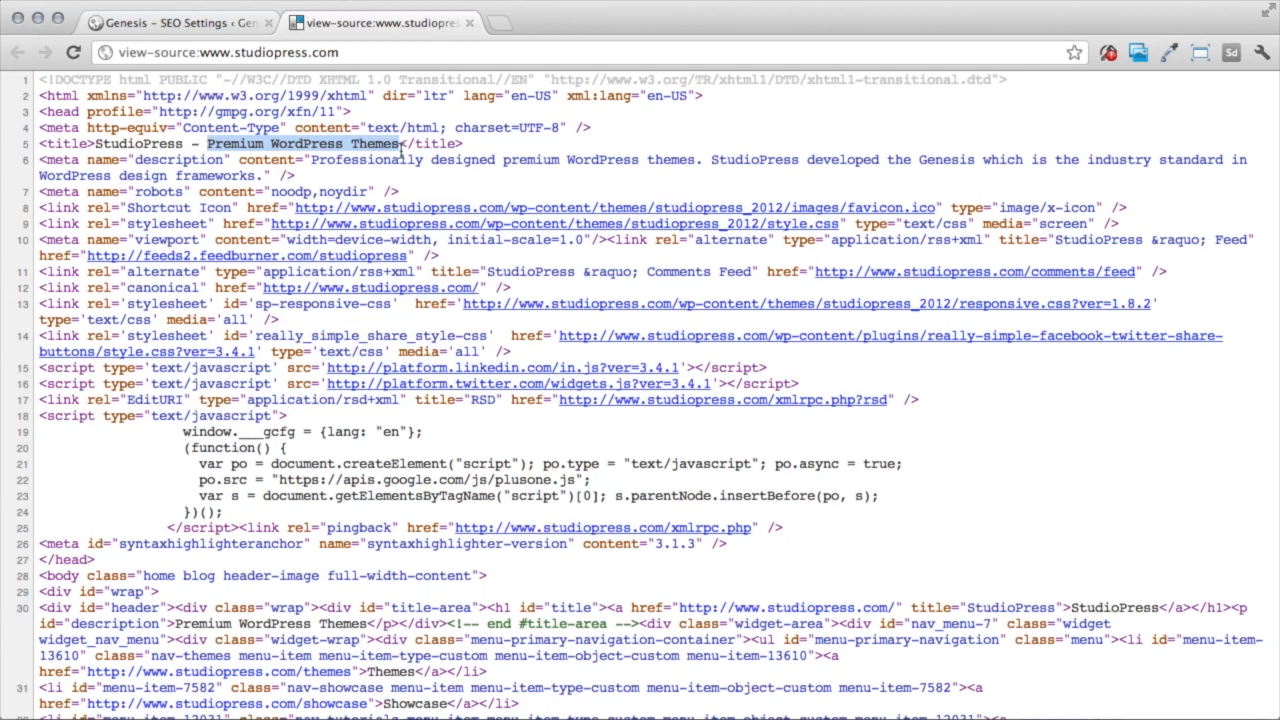 Genesis – SEO Settings ‹ Gen
view-source:www.studiopres
view-source:www.studiopress.com
Sd
1 <!DOCTYPE html PUBLIC "-//W3C//DTD XHTML 1.0 Transitional//EN" "http://www.w3.org/TR/xhtml1/DTD/xhtml1-transitional.dtd">
2 <html xmlns="http://www.w3.org/1999/xhtml" dir="ltr" lang="en-US" xml:lang="en-US">
3 <head profile="http://gmpg.org/xfn/11">
4 <meta http-equiv="Content-Type" content="text/html; charset=UTF-8" />
5 <title>StudioPress – Premium WordPress Themes</title>
6 <meta name="description" content="Professionally designed premium WordPress themes. StudioPress developed the Genesis which is the industry standard in
WordPress design frameworks." />
7 <meta name="robots" content="noodp,noydir" />
8 <link rel="Shortcut Icon" href="http://www.studiopress.com/wp-content/themes/studiopress_2012/images/favicon.ico" type="image/x-icon" />
9 <link rel="stylesheet" href="http://www.studiopress.com/wp-content/themes/studiopress_2012/style.css" type="text/css" media="screen" />
10 <meta name="viewport" content="width=device-width, initial-scale=1.0"/><link rel="alternate" type="application/rss+xml" title="StudioPress &raquo; Feed"
href="http://feeds2.feedburner.com/studiopress" />
11 <link rel="alternate" type="application/rss+xml" title="StudioPress &raquo; Comments Feed" href="http://www.studiopress.com/comments/feed" />
12 <link rel="canonical" href="http://www.studiopress.com/" />
13 <link rel='stylesheet' id='sp-responsive-css'  href='http://www.studiopress.com/wp-content/themes/studiopress_2012/responsive.css?ver=1.8.2'
type='text/css' media='all' />
14 <link rel='stylesheet' id='really_simple_share_style-css'  href='http://www.studiopress.com/wp-content/plugins/really-simple-facebook-twitter-share-
buttons/style.css?ver=3.4.1' type='text/css' media='all' />
15 <script type='text/javascript' src='http://platform.linkedin.com/in.js?ver=3.4.1'></script>
16 <script type='text/javascript' src='http://platform.twitter.com/widgets.js?ver=3.4.1'></script>
17 <link rel="EditURI" type="application/rsd+xml" title="RSD" href="http://www.studiopress.com/xmlrpc.php?rsd" />
18 <script type="text/javascript">
19 window.___gcfg = {lang: "en"};
20 (function() {
21 var po = document.createElement("script"); po.type = "text/javascript"; po.async = true;
22 po.src = "https://apis.google.com/js/plusone.js";
23 var s = document.getElementsByTagName("script")[0]; s.parentNode.insertBefore(po, s);
24 })();
25 </script><link rel="pingback" href="http://www.studiopress.com/xmlrpc.php" />
26 <meta id="syntaxhighlighteranchor" name="syntaxhighlighter-version" content="3.1.3" />
27 </head>
28 <body class="home blog header-image full-width-content">
29 <div id="wrap">
30 <div id="header"><div class="wrap"><div id="title-area"><h1 id="title"><a href="http://www.studiopress.com/" title="StudioPress">StudioPress</a></h1><p
id="description">Premium WordPress Themes</p></div><!-- end #title-area --><div class="widget-area"><div id="nav_menu-7" class="widget
widget_nav_menu"><div class="widget-wrap"><div class="menu-primary-navigation-container"><ul id="menu-primary-navigation" class="menu"><li id="menu-item-
13610" class="nav-themes menu-item menu-item-type-custom menu-item-object-custom menu-item-13610"><a
href="http://www.studiopress.com/themes">Themes</a></li>
31 <li id="menu-item-7582" class="nav-showcase menu-item menu-item-type-custom menu-item-object-custom menu-item-7582"><a
href="http://www.studiopress.com/showcase">Showcase</a></li>